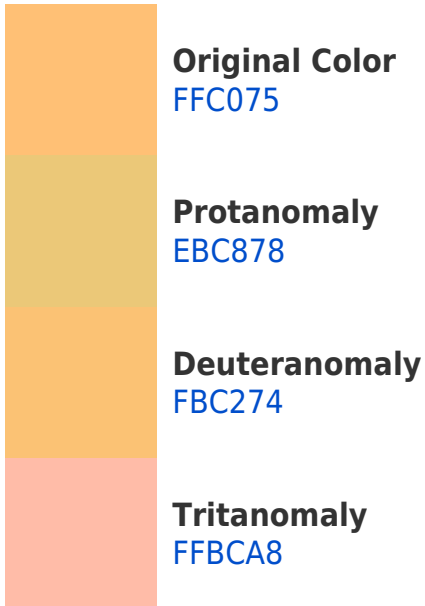 Original Color
FFC075
Protanomaly
EBC878
Deuteranomaly
FBC274
Tritanomaly
FFBCA8